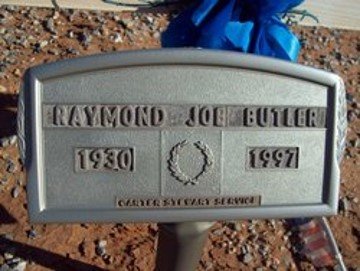 RAYMOND JOE BUTLER
1930 1997
CARTER STEWART SERVICE